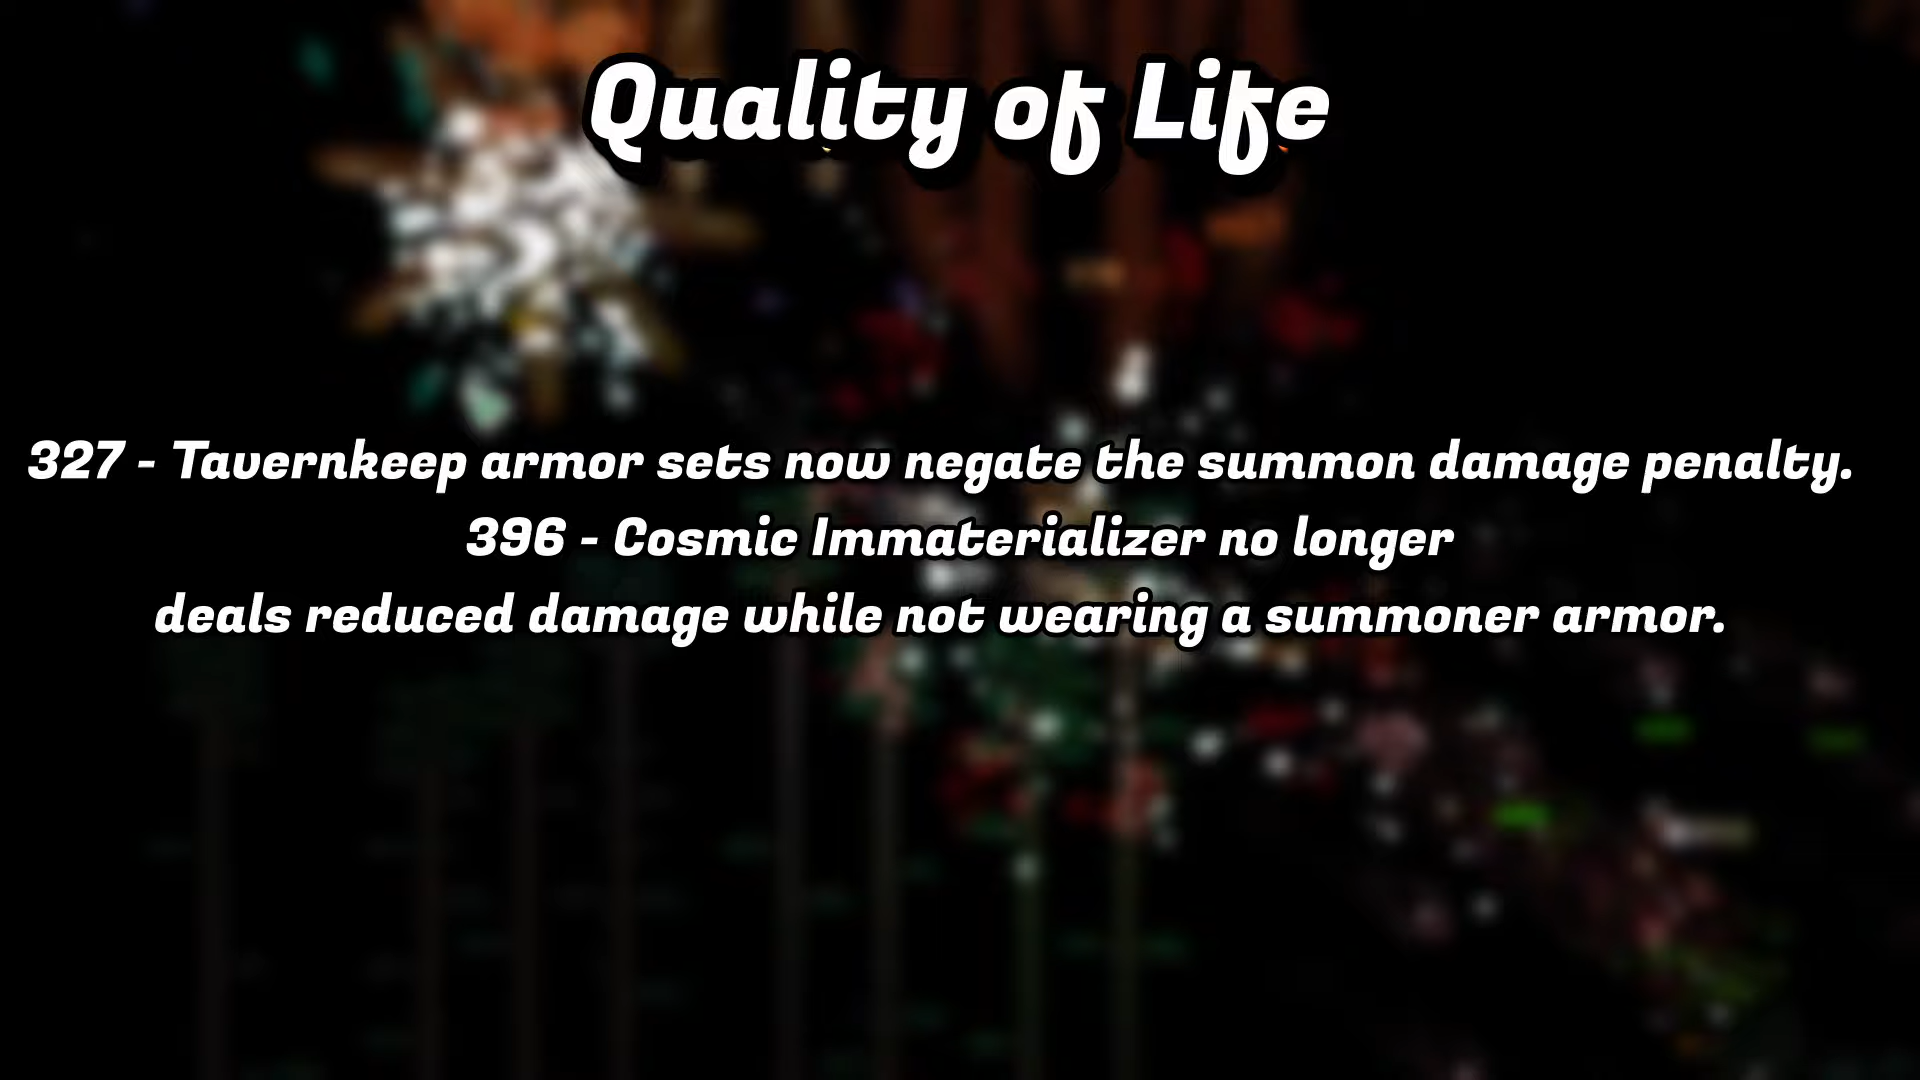 Quality of Life
327 - Tavernkeep armor sets now negate the summon damage penalty.
396 - Cosmic Immaterializer no longer
deals reduced damage while not wearing a summoner armor.